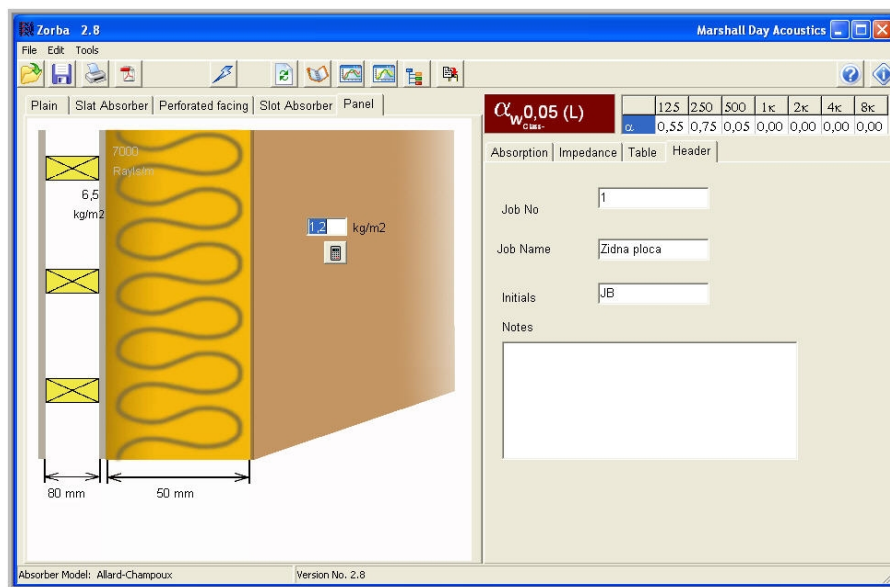 Zorba 2.8 Marshall Day Acoustics
File Edit Tools
Plain Slat Absorber Perforated facing Slot Absorber Panel
αw0,05 (L)
Class-
125 250 500 1K 2K 4K 8K
α 0,55 0,75 0,05 0,00 0,00 0,00 0,00
Absorption Impedance Table Header
7000
Rayls/m
6,5
kg/m2
1,2 kg/m2
80 mm 50 mm
Job No 1
Job Name Zidna ploca
Initials JB
Notes
Absorber Model: Allard-Champoux Version No. 2.8